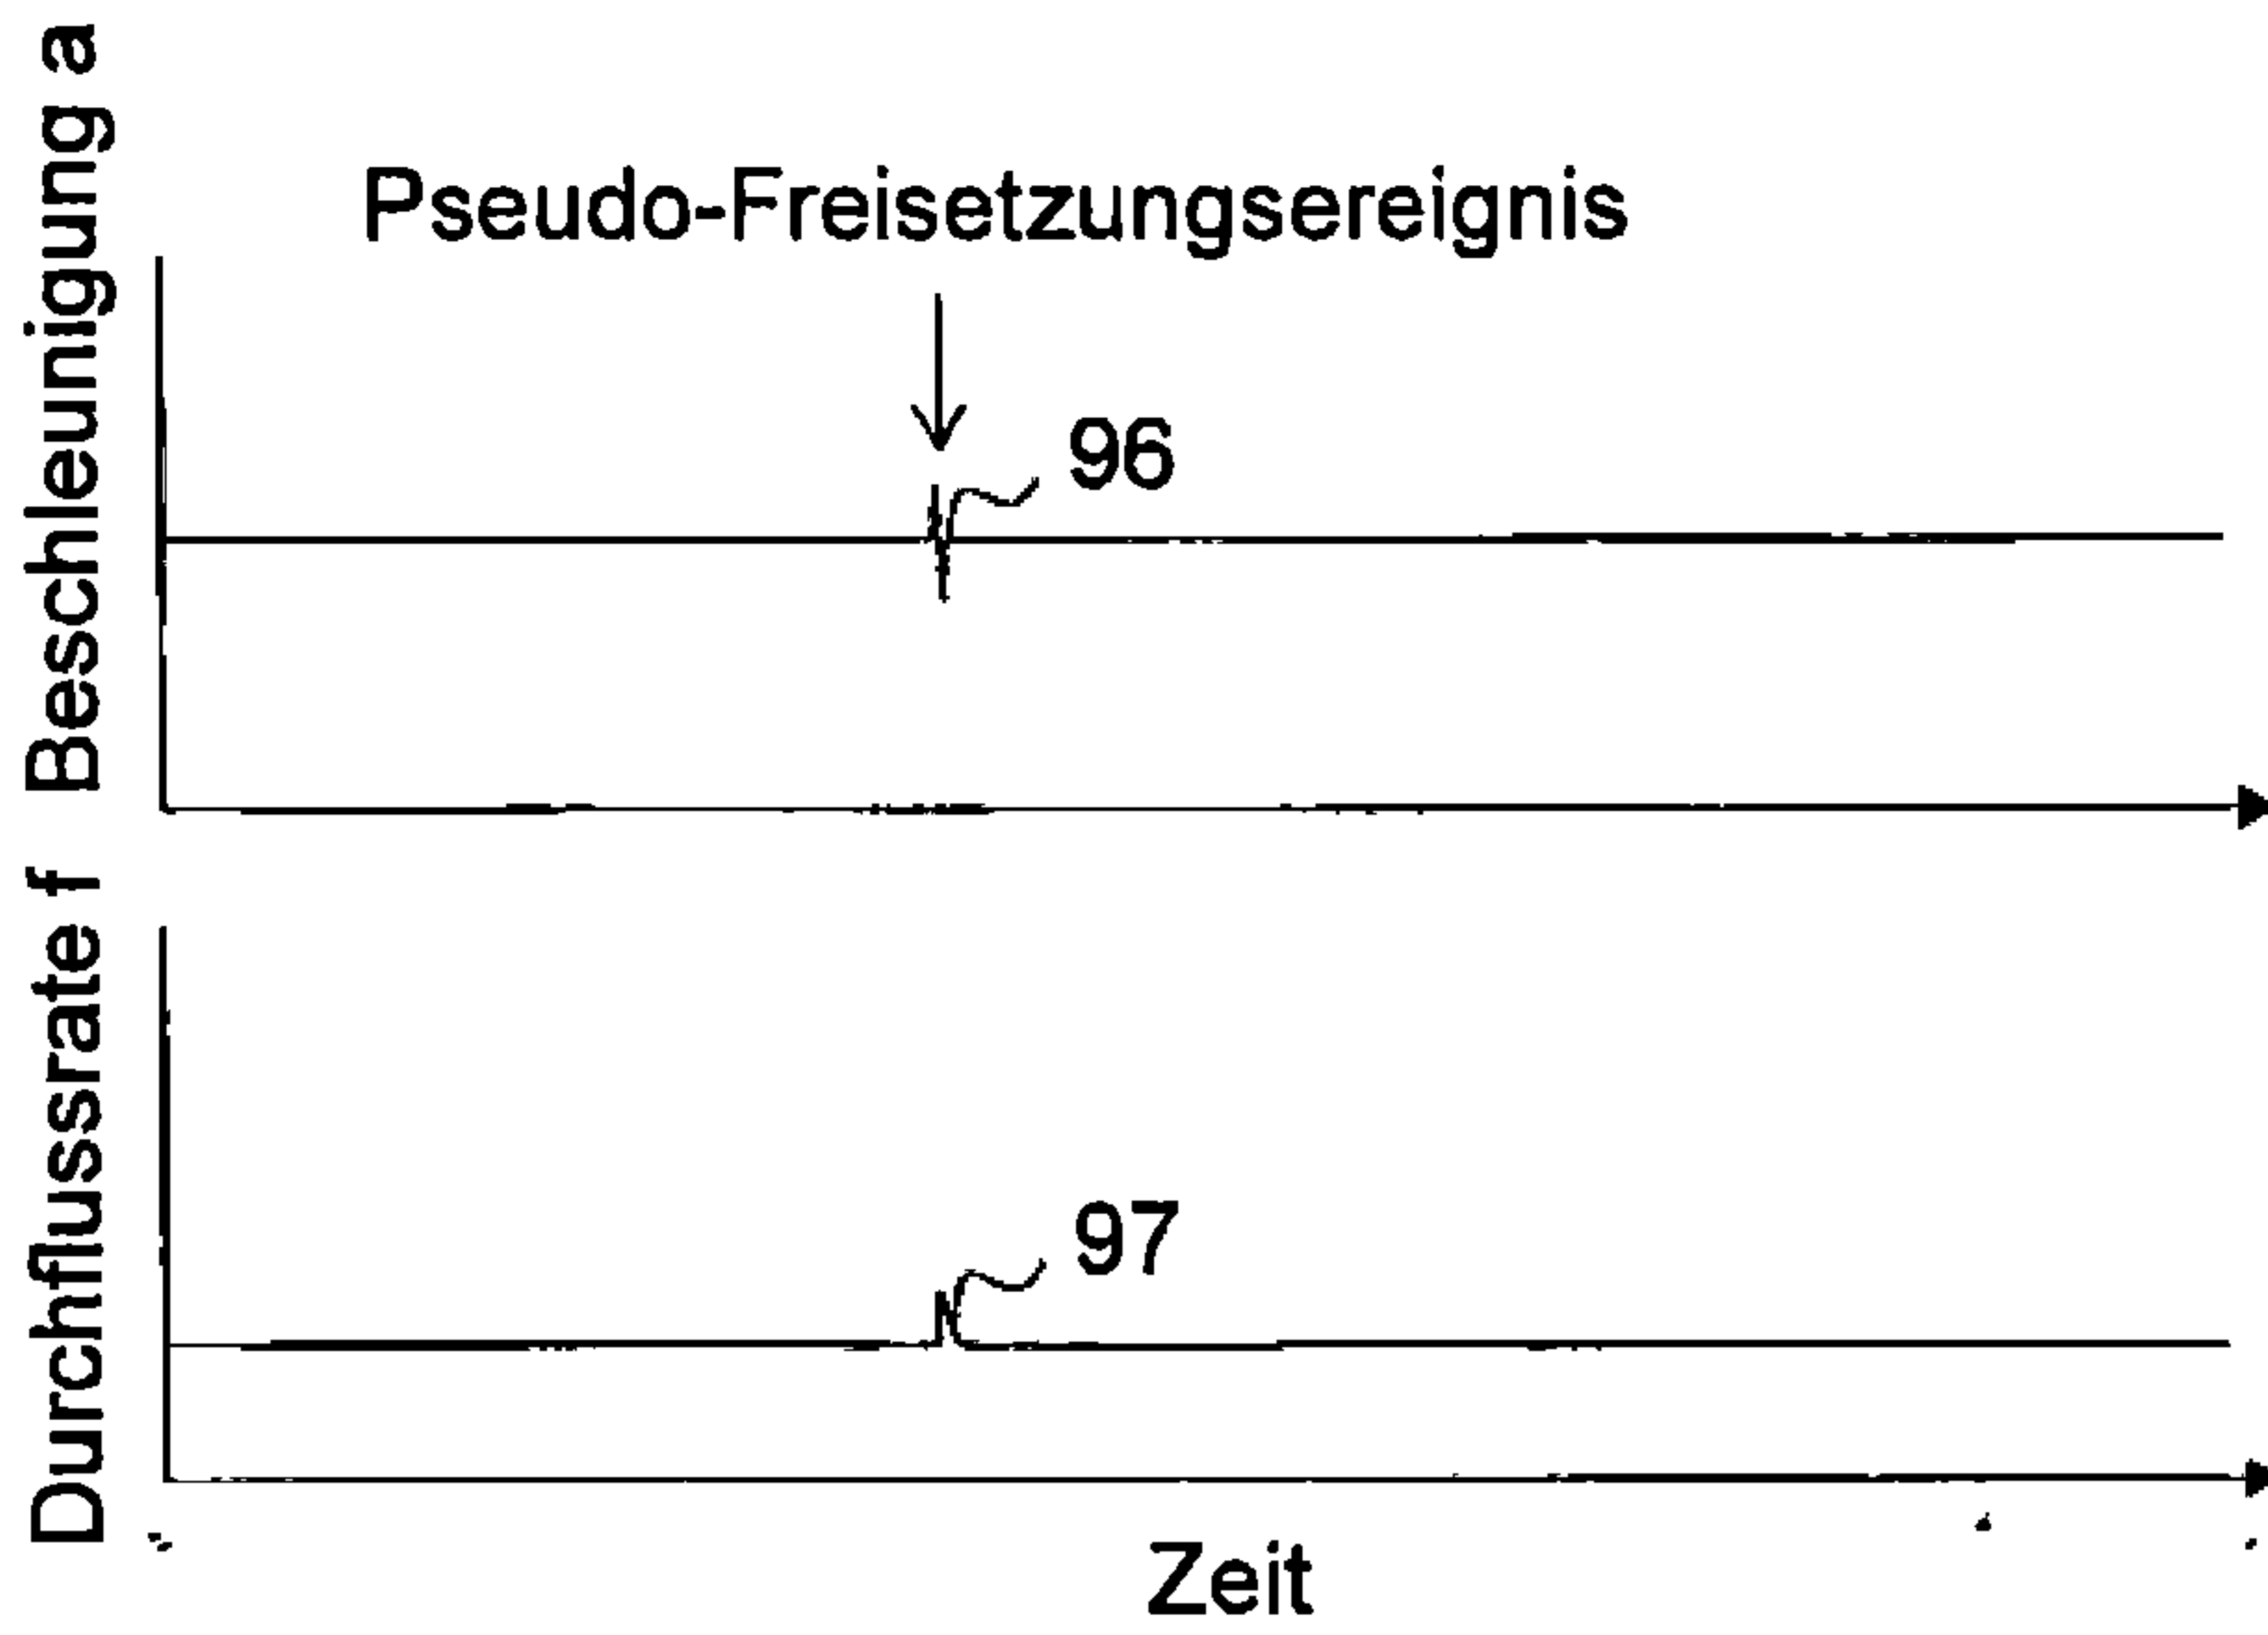 Beschleunigung a
Pseudo-Freisetzungsereignis
96
Durchflussrate f
97
Zeit